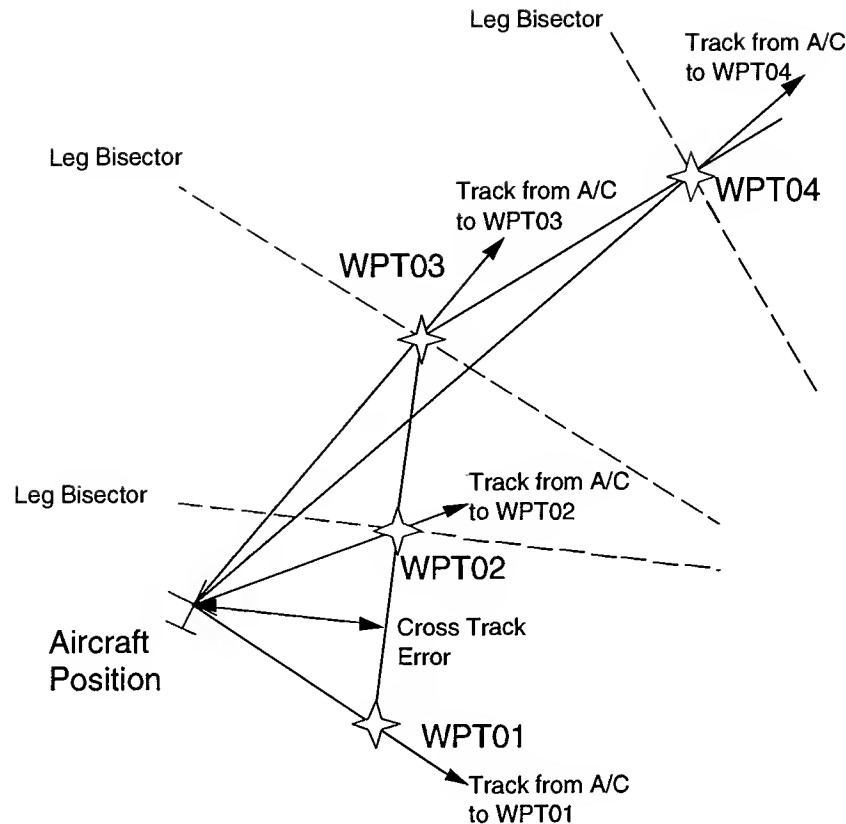 Leg Bisector
Track from A/C
to WPT04
Leg Bisector
WPT04
Track from A/C
to WPT03
WPT03
Leg Bisector
Track from A/C
to WPT02
WPT02
Aircraft
Position
Cross Track
Error
WPT01
Track from A/C
to WPT01